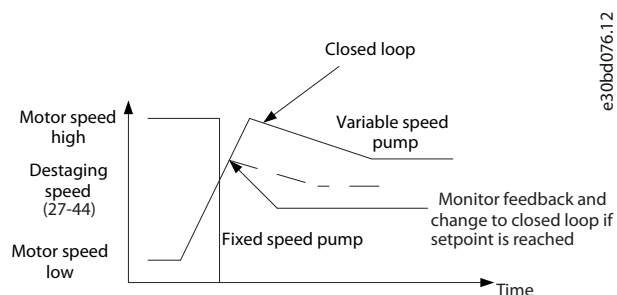 e30bd076.12
Closed loop
Motor speed
high
Variable speed
pump
Destaging
speed
(27-44)
Monitor feedback and
change to closed loop if
setpoint is reached
Fixed speed pump
Motor speed
low
Time